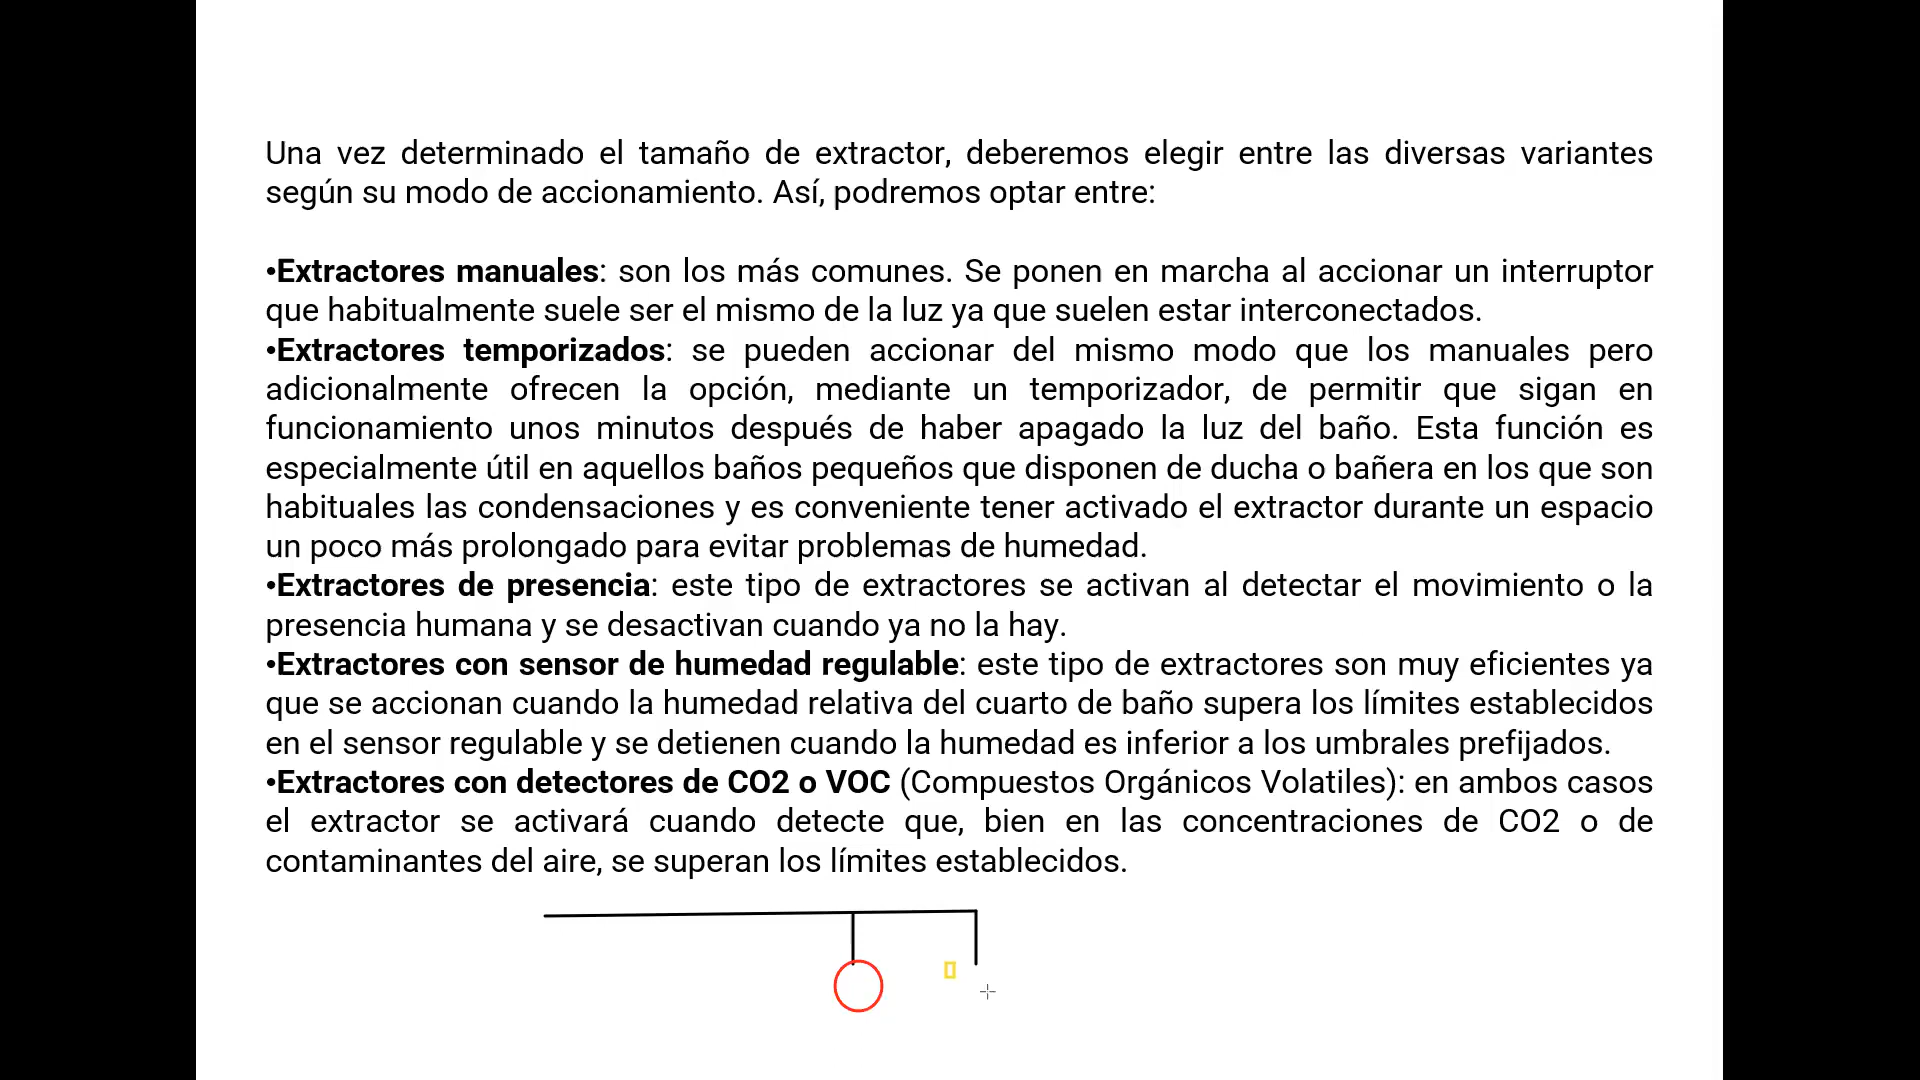 Una vez determinado el tamaño de extractor, deberemos elegir entre las diversas variantes
según su modo de accionamiento. Así, podremos optar entre:
•Extractores manuales: son los más comunes. Se ponen en marcha al accionar un interruptor
que habitualmente suele ser el mismo de la luz ya que suelen estar interconectados.
•Extractores temporizados: se pueden accionar del mismo modo que los manuales pero
adicionalmente ofrecen la opción, mediante un temporizador, de permitir que sigan en
funcionamiento unos minutos después de haber apagado la luz del baño. Esta función es
especialmente útil en aquellos baños pequeños que disponen de ducha o bañera en los que son
habituales las condensaciones y es conveniente tener activado el extractor durante un espacio
un poco más prolongado para evitar problemas de humedad.
•Extractores de presencia: este tipo de extractores se activan al detectar el movimiento o la
presencia humana y se desactivan cuando ya no la hay.
•Extractores con sensor de humedad regulable: este tipo de extractores son muy eficientes ya
que se accionan cuando la humedad relativa del cuarto de baño supera los límites establecidos
en el sensor regulable y se detienen cuando la humedad es inferior a los umbrales prefijados.
•Extractores con detectores de CO2 o VOC (Compuestos Orgánicos Volatiles): en ambos casos
el extractor se activará cuando detecte que, bien en las concentraciones de CO2 o de
contaminantes del aire, se superan los límites establecidos.